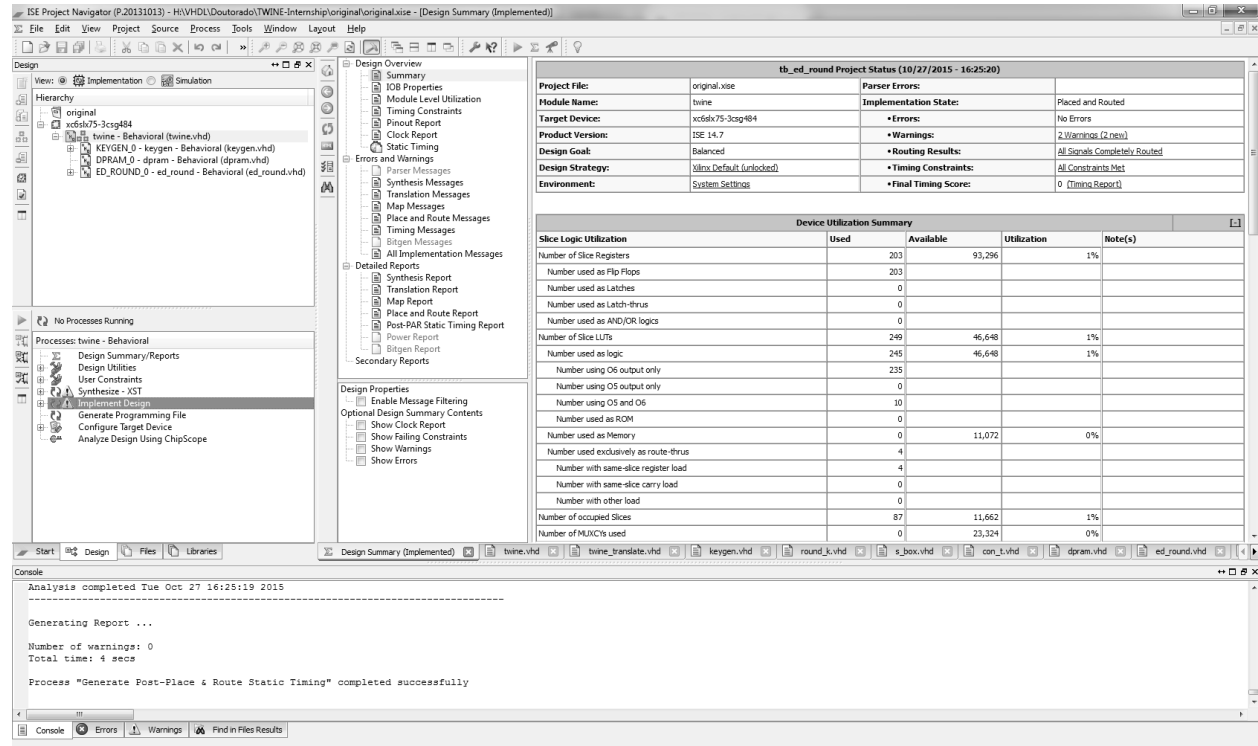 ISE Project Navigator (P.20131013) - H:\VHDL\Doutorado\TWINE-Internship\original\original.xise - [Design Summary (Implemented)]
File Edit View Project Source Process Tools Window Layout Help
Design
View: Implementation Simulation
Hierarchy
original
xc6slx75-3csg484
twine - Behavioral (twine.vhd)
KEYGEN_0 - keygen - Behavioral (keygen.vhd)
DPRAM_0 - dpram - Behavioral (dpram.vhd)
ED_ROUND_0 - ed_round - Behavioral (ed_round.vhd)
No Processes Running
Processes: twine - Behavioral
Design Summary/Reports
Design Utilities
User Constraints
Synthesize - XST
Implement Design
Generate Programming File
Configure Target Device
Analyze Design Using ChipScope
Start Design Files Libraries
Design Overview
Summary
IOB Properties
Module Level Utilization
Timing Constraints
Pinout Report
Clock Report
Static Timing
Errors and Warnings
Parser Messages
Synthesis Messages
Translation Messages
Map Messages
Place and Route Messages
Timing Messages
Bitgen Messages
All Implementation Messages
Detailed Reports
Synthesis Report
Translation Report
Map Report
Place and Route Report
Post-PAR Static Timing Report
Power Report
Bitgen Report
Secondary Reports
Design Properties
Enable Message Filtering
Optional Design Summary Contents
Show Clock Report
Show Failing Constraints
Show Warnings
Show Errors
tb_ed_round Project Status (10/27/2015 - 16:25:20)
Project File: original.xise Parser Errors:
Module Name: twine Implementation State: Placed and Routed
Target Device: xc6slx75-3csg484 •Errors: No Errors
Product Version: ISE 14.7 •Warnings: 2 Warnings (2 new)
Design Goal: Balanced •Routing Results: All Signals Completely Routed
Design Strategy: Xilinx Default (unlocked) •Timing Constraints: All Constraints Met
Environment: System Settings •Final Timing Score: 0 (Timing Report)
Device Utilization Summary [-]
Slice Logic Utilization Used Available Utilization Note(s)
Number of Slice Registers 203 93,296 1%
Number used as Flip Flops 203
Number used as Latches 0
Number used as Latch-thrus 0
Number used as AND/OR logics 0
Number of Slice LUTs 249 46,648 1%
Number used as logic 245 46,648 1%
Number using O6 output only 235
Number using O5 output only 0
Number using O5 and O6 10
Number used as ROM 0
Number used as Memory 0 11,072 0%
Number used exclusively as route-thrus 4
Number with same-slice register load 4
Number with same-slice carry load 0
Number with other load 0
Number of occupied Slices 87 11,662 1%
Number of MUXCYs used 0 23,324 0%
Design Summary (Implemented) twine.vhd twine_translate.vhd keygen.vhd round_k.vhd s_box.vhd con_t.vhd dpram.vhd ed_round.vhd
Console
Analysis completed Tue Oct 27 16:25:19 2015
--------------------------------------------------------------------------------
Generating Report ...
Number of warnings: 0
Total time: 4 secs
Process "Generate Post-Place & Route Static Timing" completed successfully
Console Errors Warnings Find in Files Results